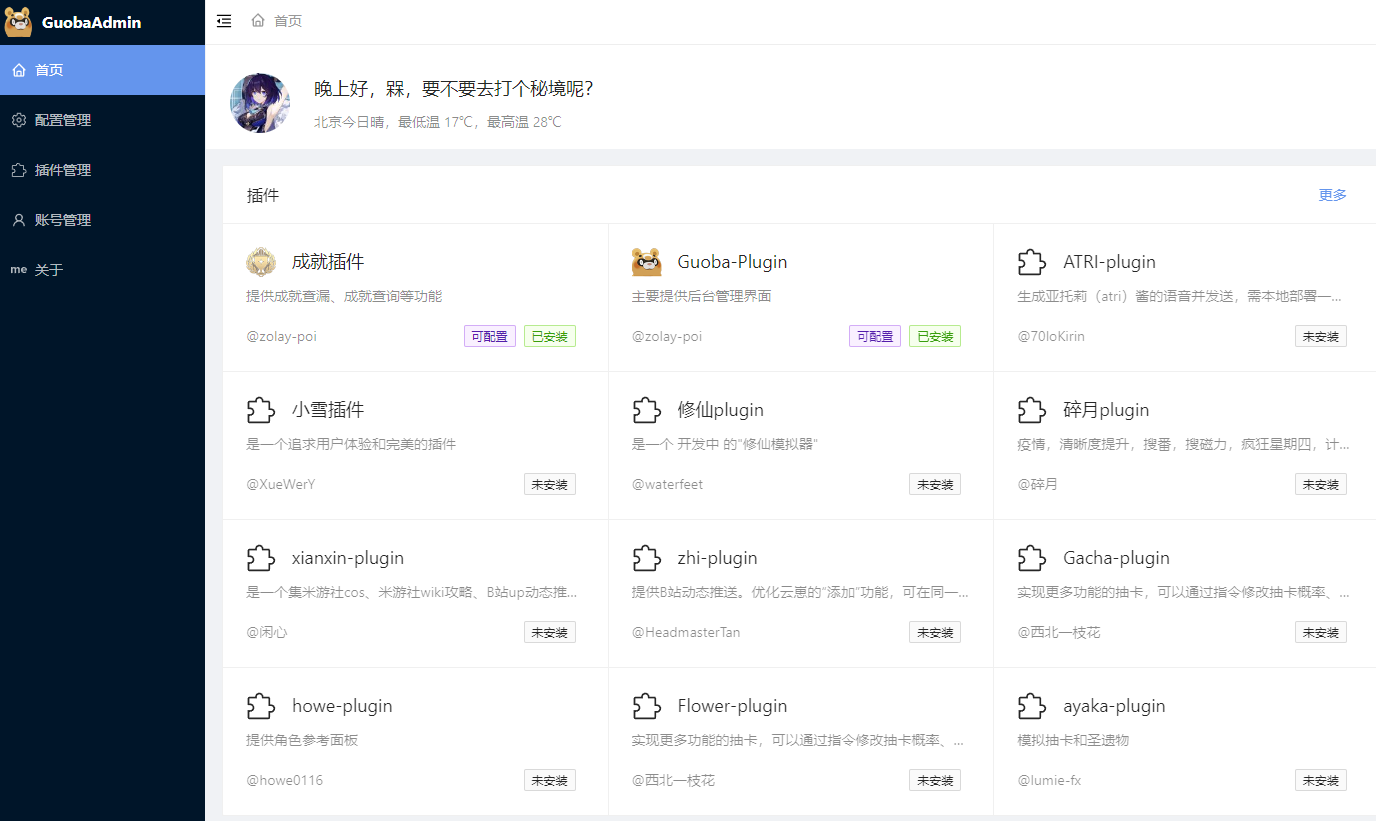 GuobaAdmin
首页
首页
配置管理
插件管理
账号管理
me 关于
晚上好，槑，要不要去打个秘境呢?
北京今日晴，最低温 17℃，最高温 28℃
插件
更多
成就插件
提供成就查漏、成就查询等功能
@zolay-poi
可配置
已安装
Guoba-Plugin
主要提供后台管理界面
@zolay-poi
可配置
已安装
ATRI-plugin
生成亚托莉（atri）酱的语音并发送，需本地部署—...
@70loKirin
未安装
小雪插件
是一个追求用户体验和完美的插件
@XueWerY
未安装
修仙plugin
是一个 开发中 的"修仙模拟器"
@waterfeet
未安装
碎月plugin
疫情，清晰度提升，搜番，搜磁力，疯狂星期四，计...
@碎月
未安装
xianxin-plugin
是一个集米游社cos、米游社wiki攻略、B站up动态推...
@闲心
未安装
zhi-plugin
提供B站动态推送。优化云崽的"添加"功能，可在同一...
@HeadmasterTan
未安装
Gacha-plugin
实现更多功能的抽卡，可以通过指令修改抽卡概率、...
@西北一枝花
未安装
howe-plugin
提供角色参考面板
@howe0116
未安装
Flower-plugin
实现更多功能的抽卡，可以通过指令修改抽卡概率、...
@西北一枝花
未安装
ayaka-plugin
模拟抽卡和圣遗物
@lumie-fx
未安装